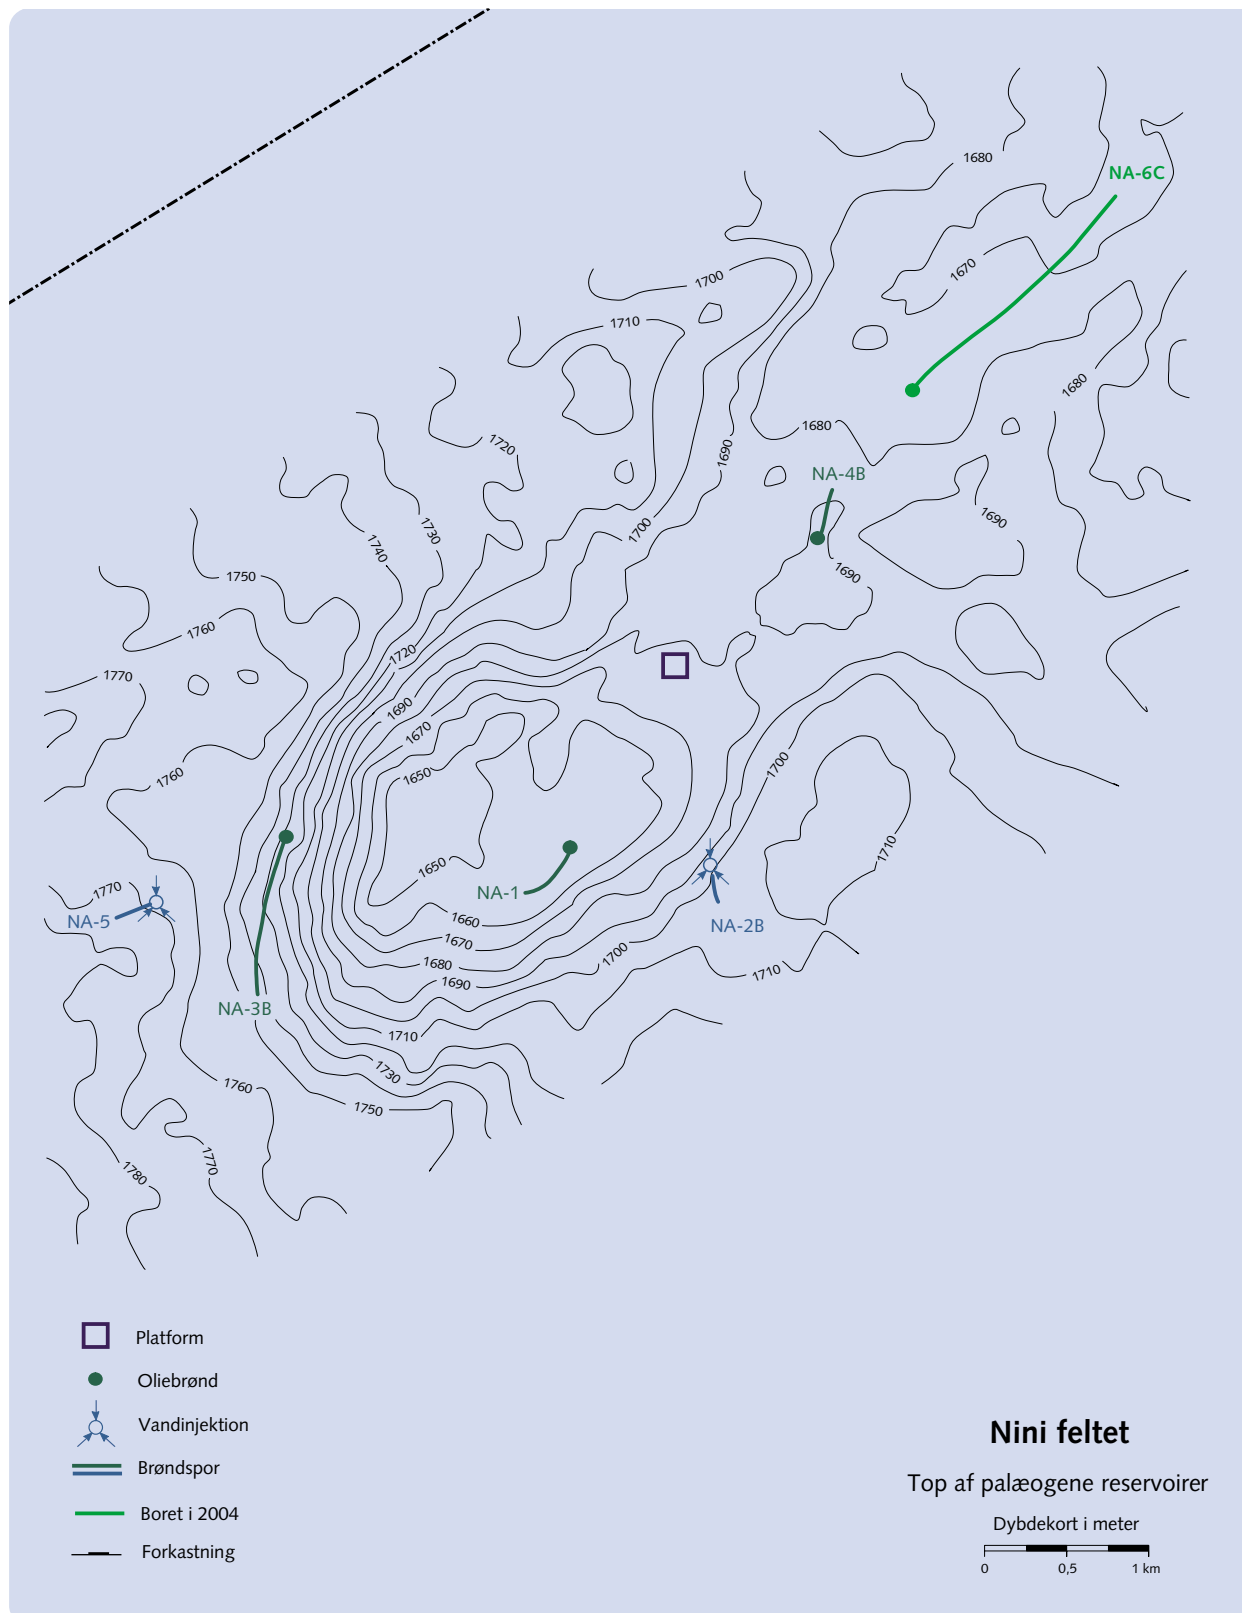 1680
NA-6C
1670
1700
1710
1680
1680
1720
1690
NA-4B
1690
1700
1730
1740
1750
1690
1760
1720
1770
1690
1670
1700
1760
1650
1710
1650
1770
NA-1
NA-5
1660
NA-2B
1670
1700
1680
1710
1690
NA-3B
1710
1730
1760
1750
1770
1780
Platform
Oliebrønd
Vandinjektion
Brøndspor
Boret i 2004
Forkastning
Nini feltet
Top af palæogene reservoirer
Dybdekort i meter
0 0,5 1 km